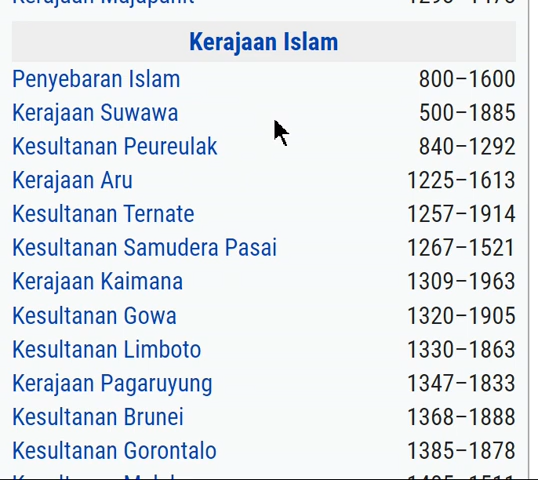 Kerajaan Islam
Penyebaran Islam 800–1600
Kerajaan Suwawa 500–1885
Kesultanan Peureulak 840–1292
Kerajaan Aru 1225–1613
Kesultanan Ternate 1257–1914
Kesultanan Samudera Pasai 1267–1521
Kerajaan Kaimana 1309–1963
Kesultanan Gowa 1320–1905
Kesultanan Limboto 1330–1863
Kerajaan Pagaruyung 1347–1833
Kesultanan Brunei 1368–1888
Kesultanan Gorontalo 1385–1878